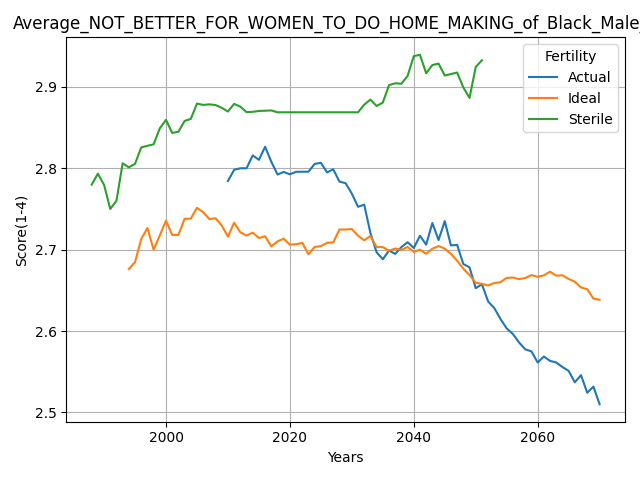 Average_NOT_BETTER_FOR_WOMEN_TO_DO_HOME_MAKING_of_Black_Male
Fertility
Actual
Ideal
Sterile
Score(1-4)
2.9
2.8
2.7
2.6
2.5
2000
2020
2040
2060
Years